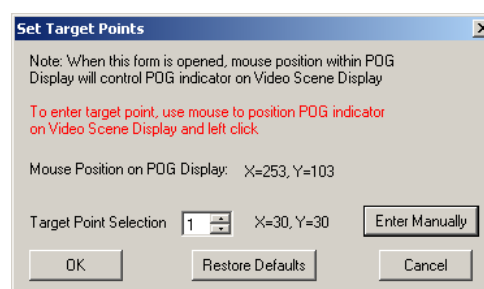 Set Target Points
Note: When this form is opened, mouse position within POG
Display will control POG indicator on Video Scene Display
To enter target point, use mouse to position POG indicator
on Video Scene Display and left click
Mouse Position on POG Display: X=253, Y=103
Target Point Selection 1 X=30, Y=30 Enter Manually
OK Restore Defaults Cancel